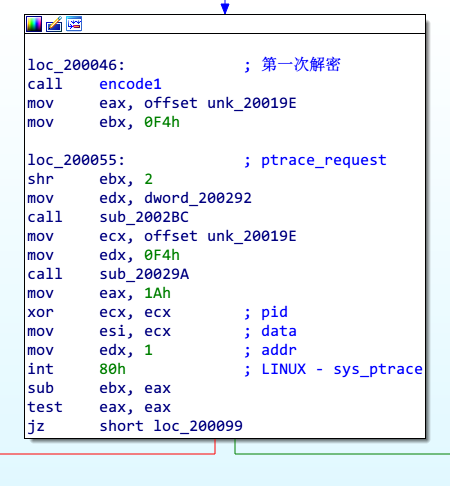 loc_200046: ; 第一次解密
call encode1
mov eax, offset unk_20019E
mov ebx, 0F4h
loc_200055: ; ptrace_request
shr ebx, 2
mov edx, dword_200292
call sub_2002BC
mov ecx, offset unk_20019E
mov edx, 0F4h
call sub_20029A
mov eax, 1Ah
xor ecx, ecx ; pid
mov esi, ecx ; data
mov edx, 1 ; addr
int 80h ; LINUX - sys_ptrace
sub ebx, eax
test eax, eax
jz short loc_200099